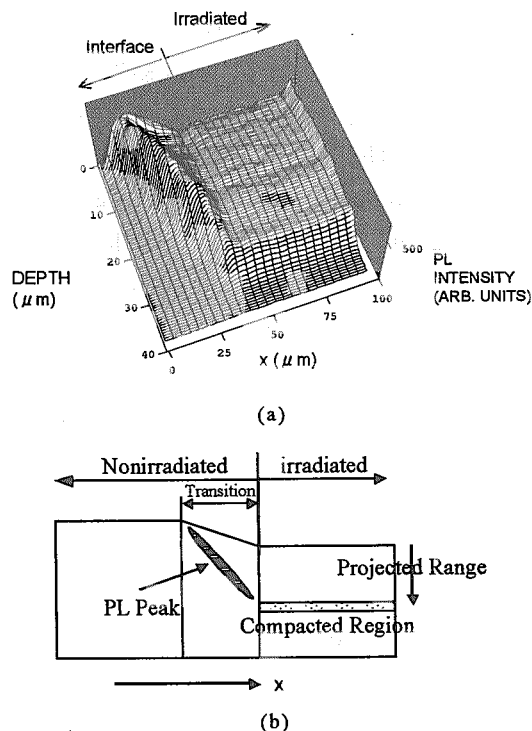 Irradiated
Interface
0
10
20
30
40
DEPTH
(μm)
0
25
50
75
100
x (μm)
500
PL
INTENSITY
(ARB. UNITS)
(a)
Nonirradiated
irradiated
Transition
PL Peak
Projected Range
Compacted Region
x
(b)